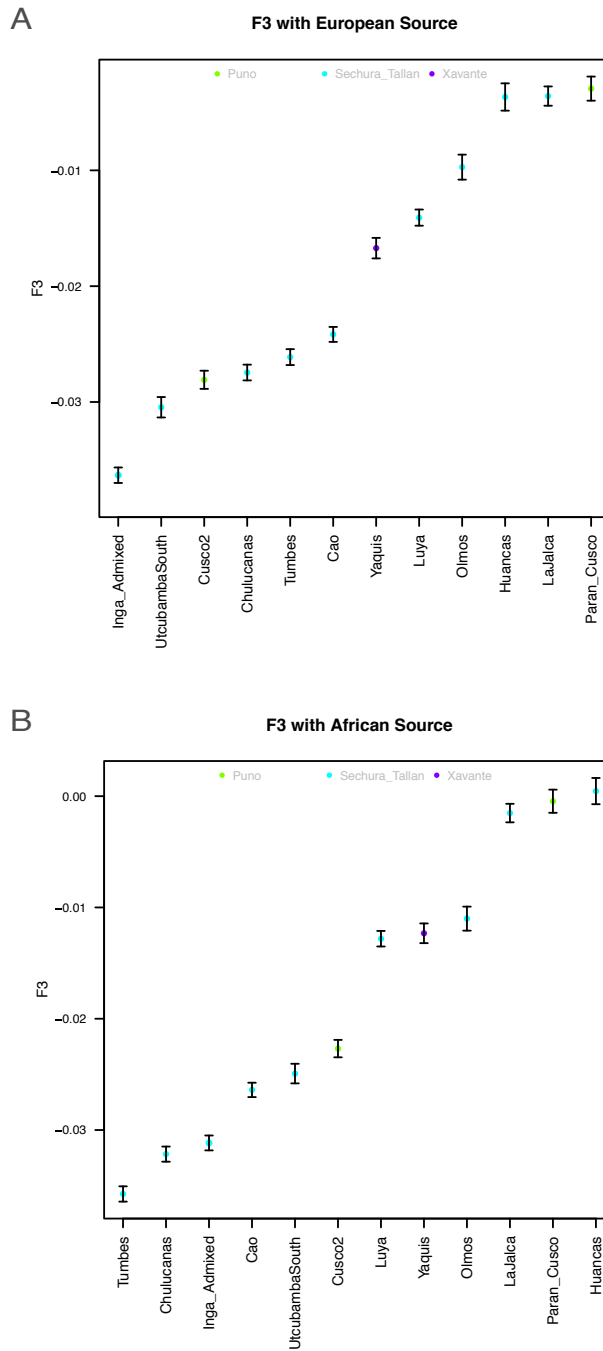 A
F3 with European Source
Puno Sechura_Tallan Xavante
−0.01
−0.02
−0.03
F3
Inga_Admixed
UtcubambaSouth
Cusco2
Chulucanas
Tumbes
Cao
Yaquis
Luya
Olmos
Huancas
LaJalca
Paran_Cusco
B
F3 with African Source
Puno Sechura_Tallan Xavante
0.00
−0.01
−0.02
−0.03
F3
Tumbes
Chulucanas
Inga_Admixed
Cao
UtcubambaSouth
Cusco2
Luya
Yaquis
Olmos
LaJalca
Paran_Cusco
Huancas